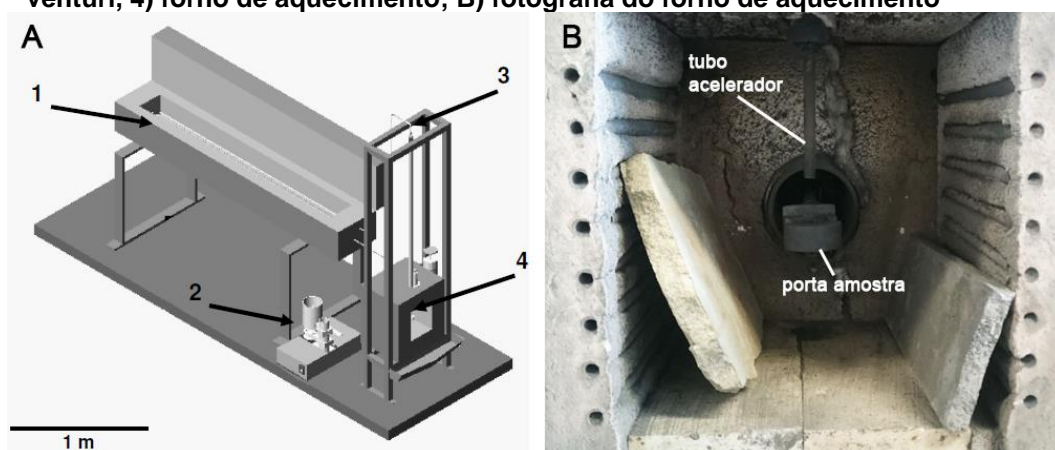 venturi; 4) forno de aquecimento; B) fotografia do forno de aquecimento
A
B
tubo
acelerador
1
3
2
4
porta amostra
1 m